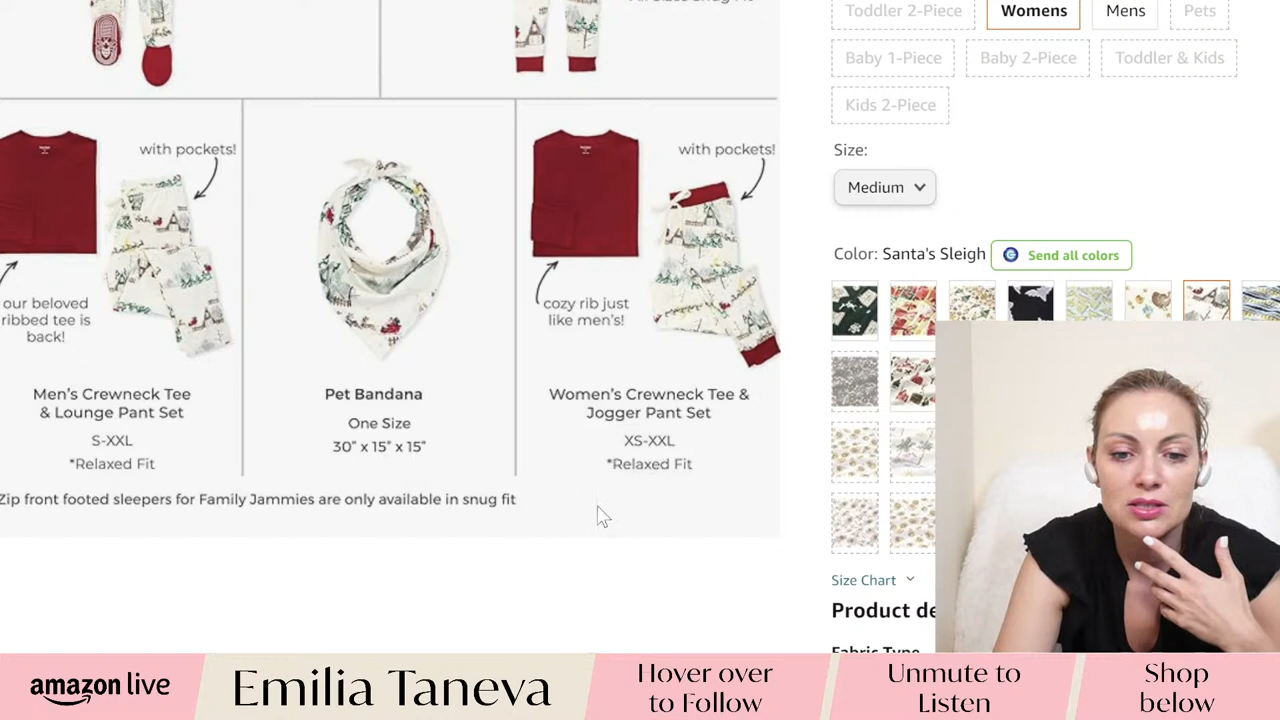 Toddler 2-Piece
Womens
Mens
Pets
Baby 1-Piece
Baby 2-Piece
Toddler & Kids
Kids 2-Piece
Size:
Medium
Color: Santa's Sleigh
Send all colors
with pockets!
with pockets!
our beloved
ribbed tee is
back!
cozy rib just
like men's!
Men's Crewneck Tee
& Lounge Pant Set
S-XXL
*Relaxed Fit
Pet Bandana
One Size
30" x 15" x 15"
Women's Crewneck Tee &
Jogger Pant Set
XS-XXL
*Relaxed Fit
Zip front footed sleepers for Family Jammies are only available in snug fit
Size Chart
Product de
amazon live
Emilia Taneva
Hover over
to Follow
Unmute to
Listen
Shop
below